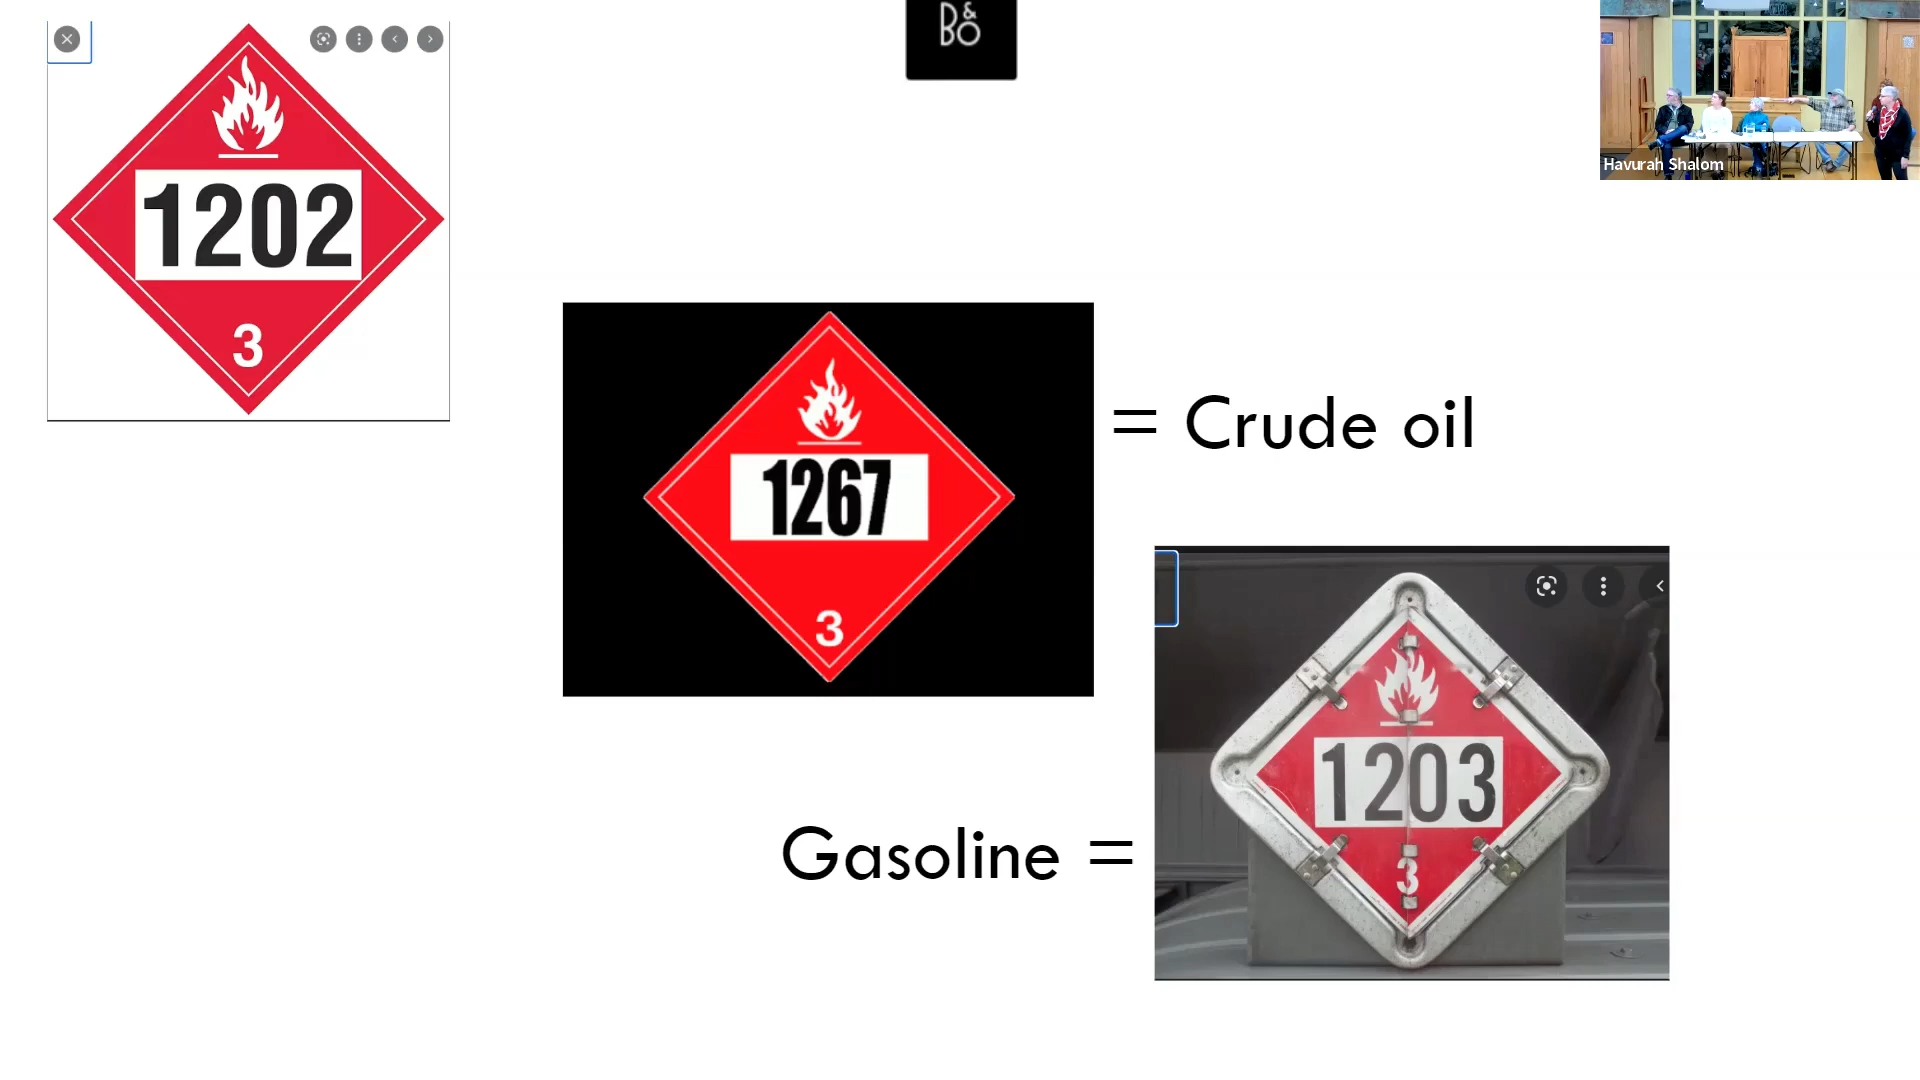 B&O
1202
3
Havurah Shalom
1267
3
= Crude oil
1203
3
Gasoline =